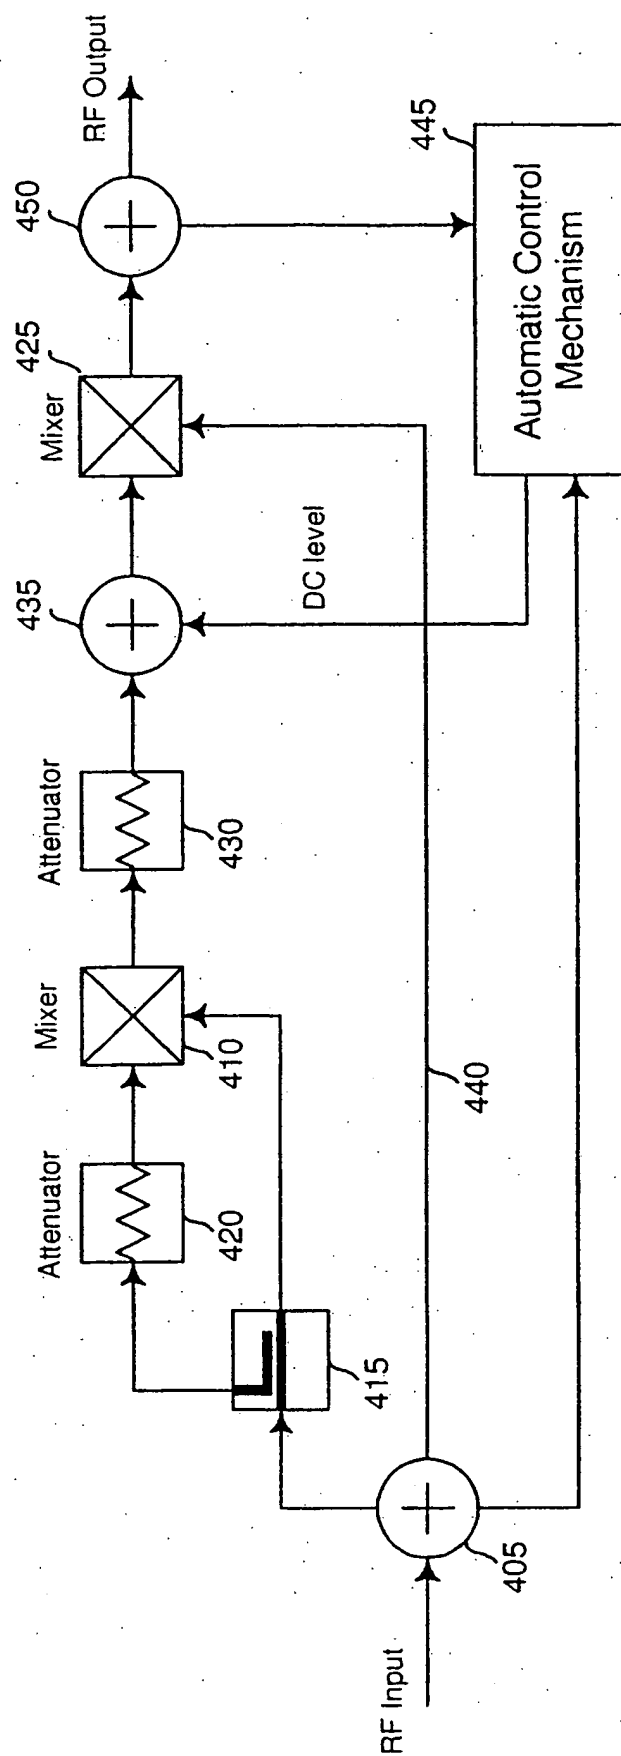 RF Input
405
415
Attenuator
420
Mixer
410
440
Attenuator
430
435
DC level
Mixer
425
450
RF Output
445
Automatic Control
Mechanism